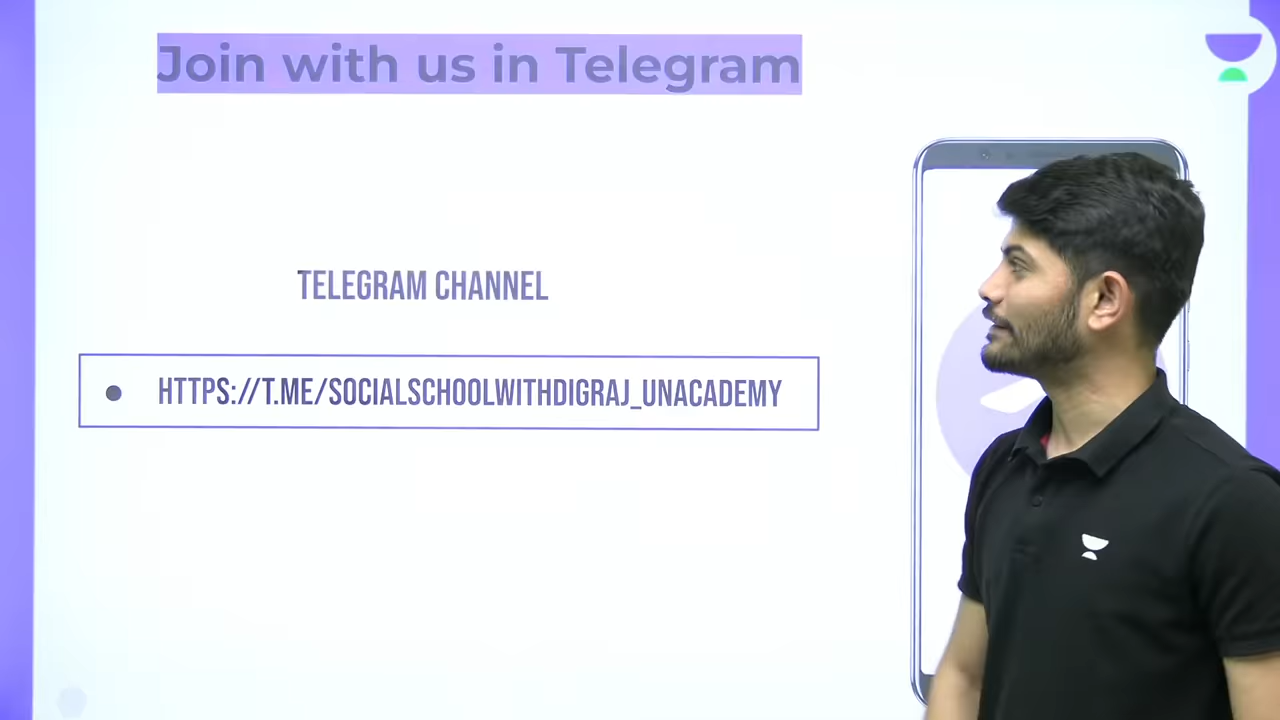 Join with us in Telegram
TELEGRAM CHANNEL
HTTPS://T.ME/SOCIALSCHOOLWITHDIGRAJ_UNACADEMY